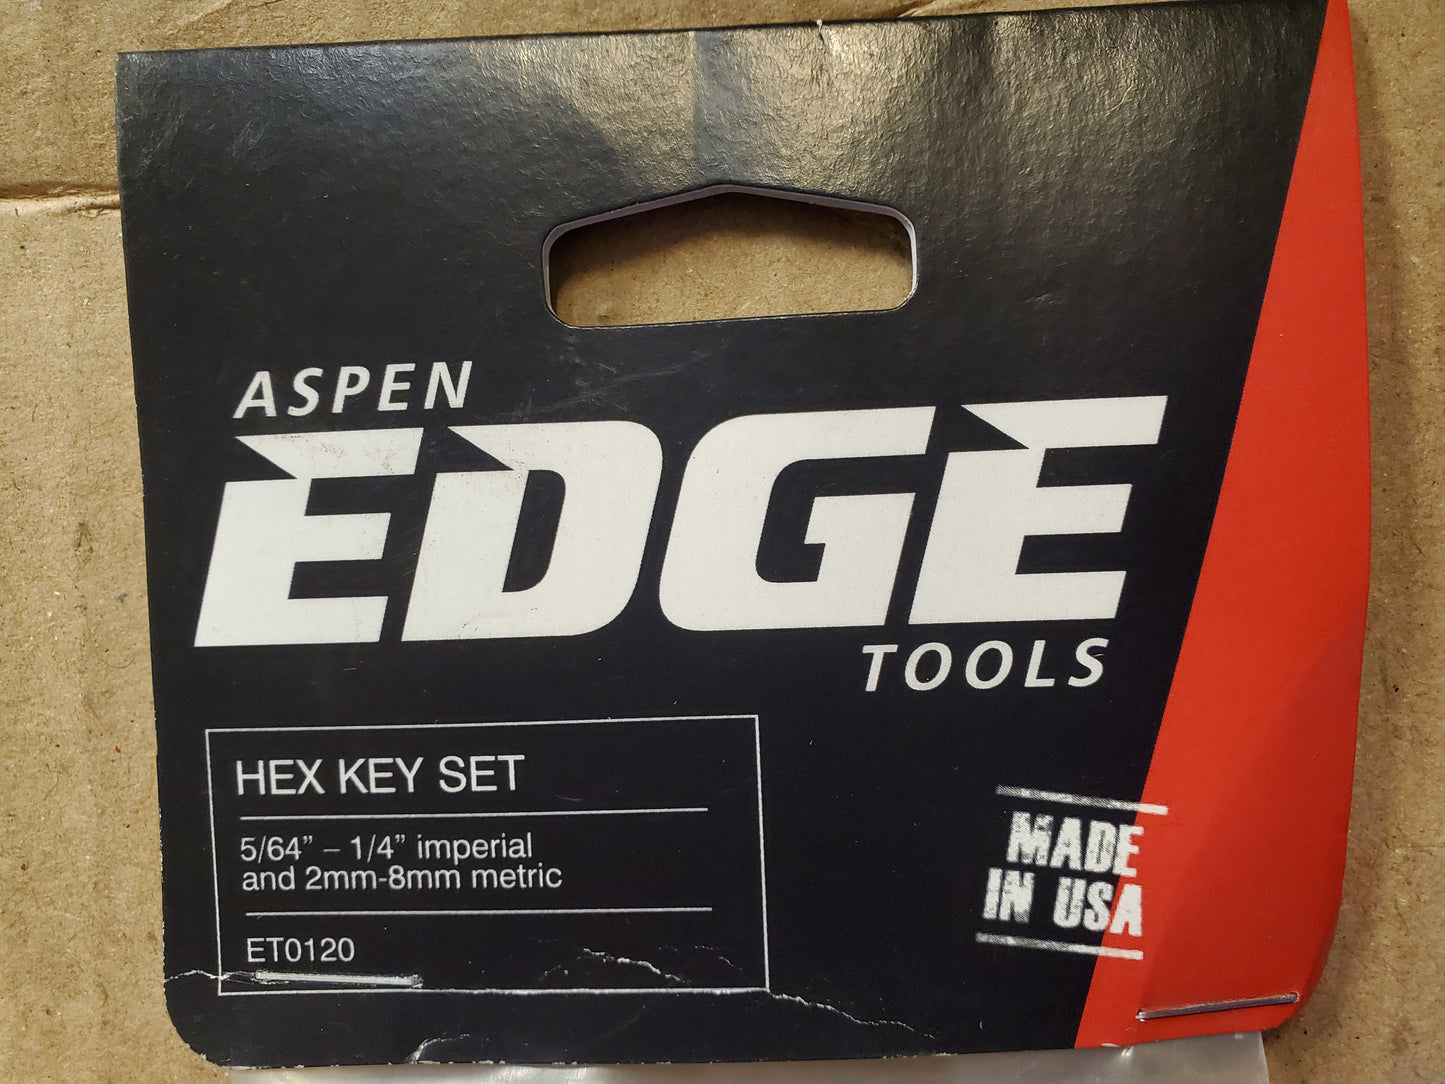 ASPEN
EDGE
TOOLS
HEX KEY SET
5/64” – 1/4” imperial
and 2mm-8mm metric
ET0120
MADE
IN USA